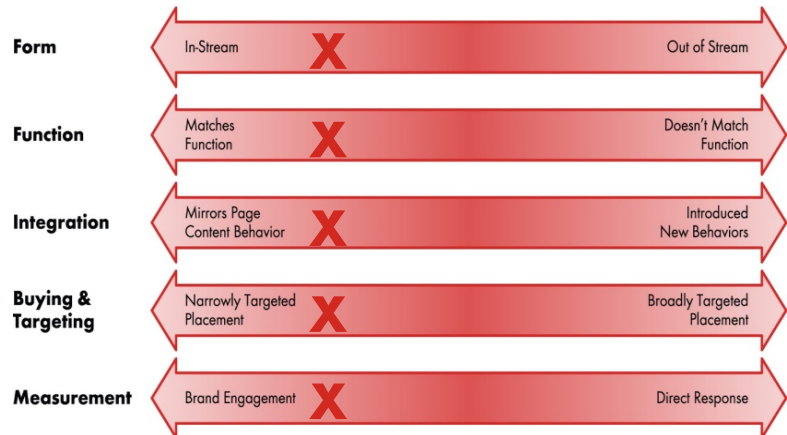 Form
In-Stream
X
Out of Stream
Function
Matches
Function
X
Doesn't Match
Function
Integration
Mirrors Page
Content Behavior
X
Introduced
New Behaviors
Buying &
Targeting
Narrowly Targeted
Placement
X
Broadly Targeted
Placement
Measurement
Brand Engagement
X
Direct Response